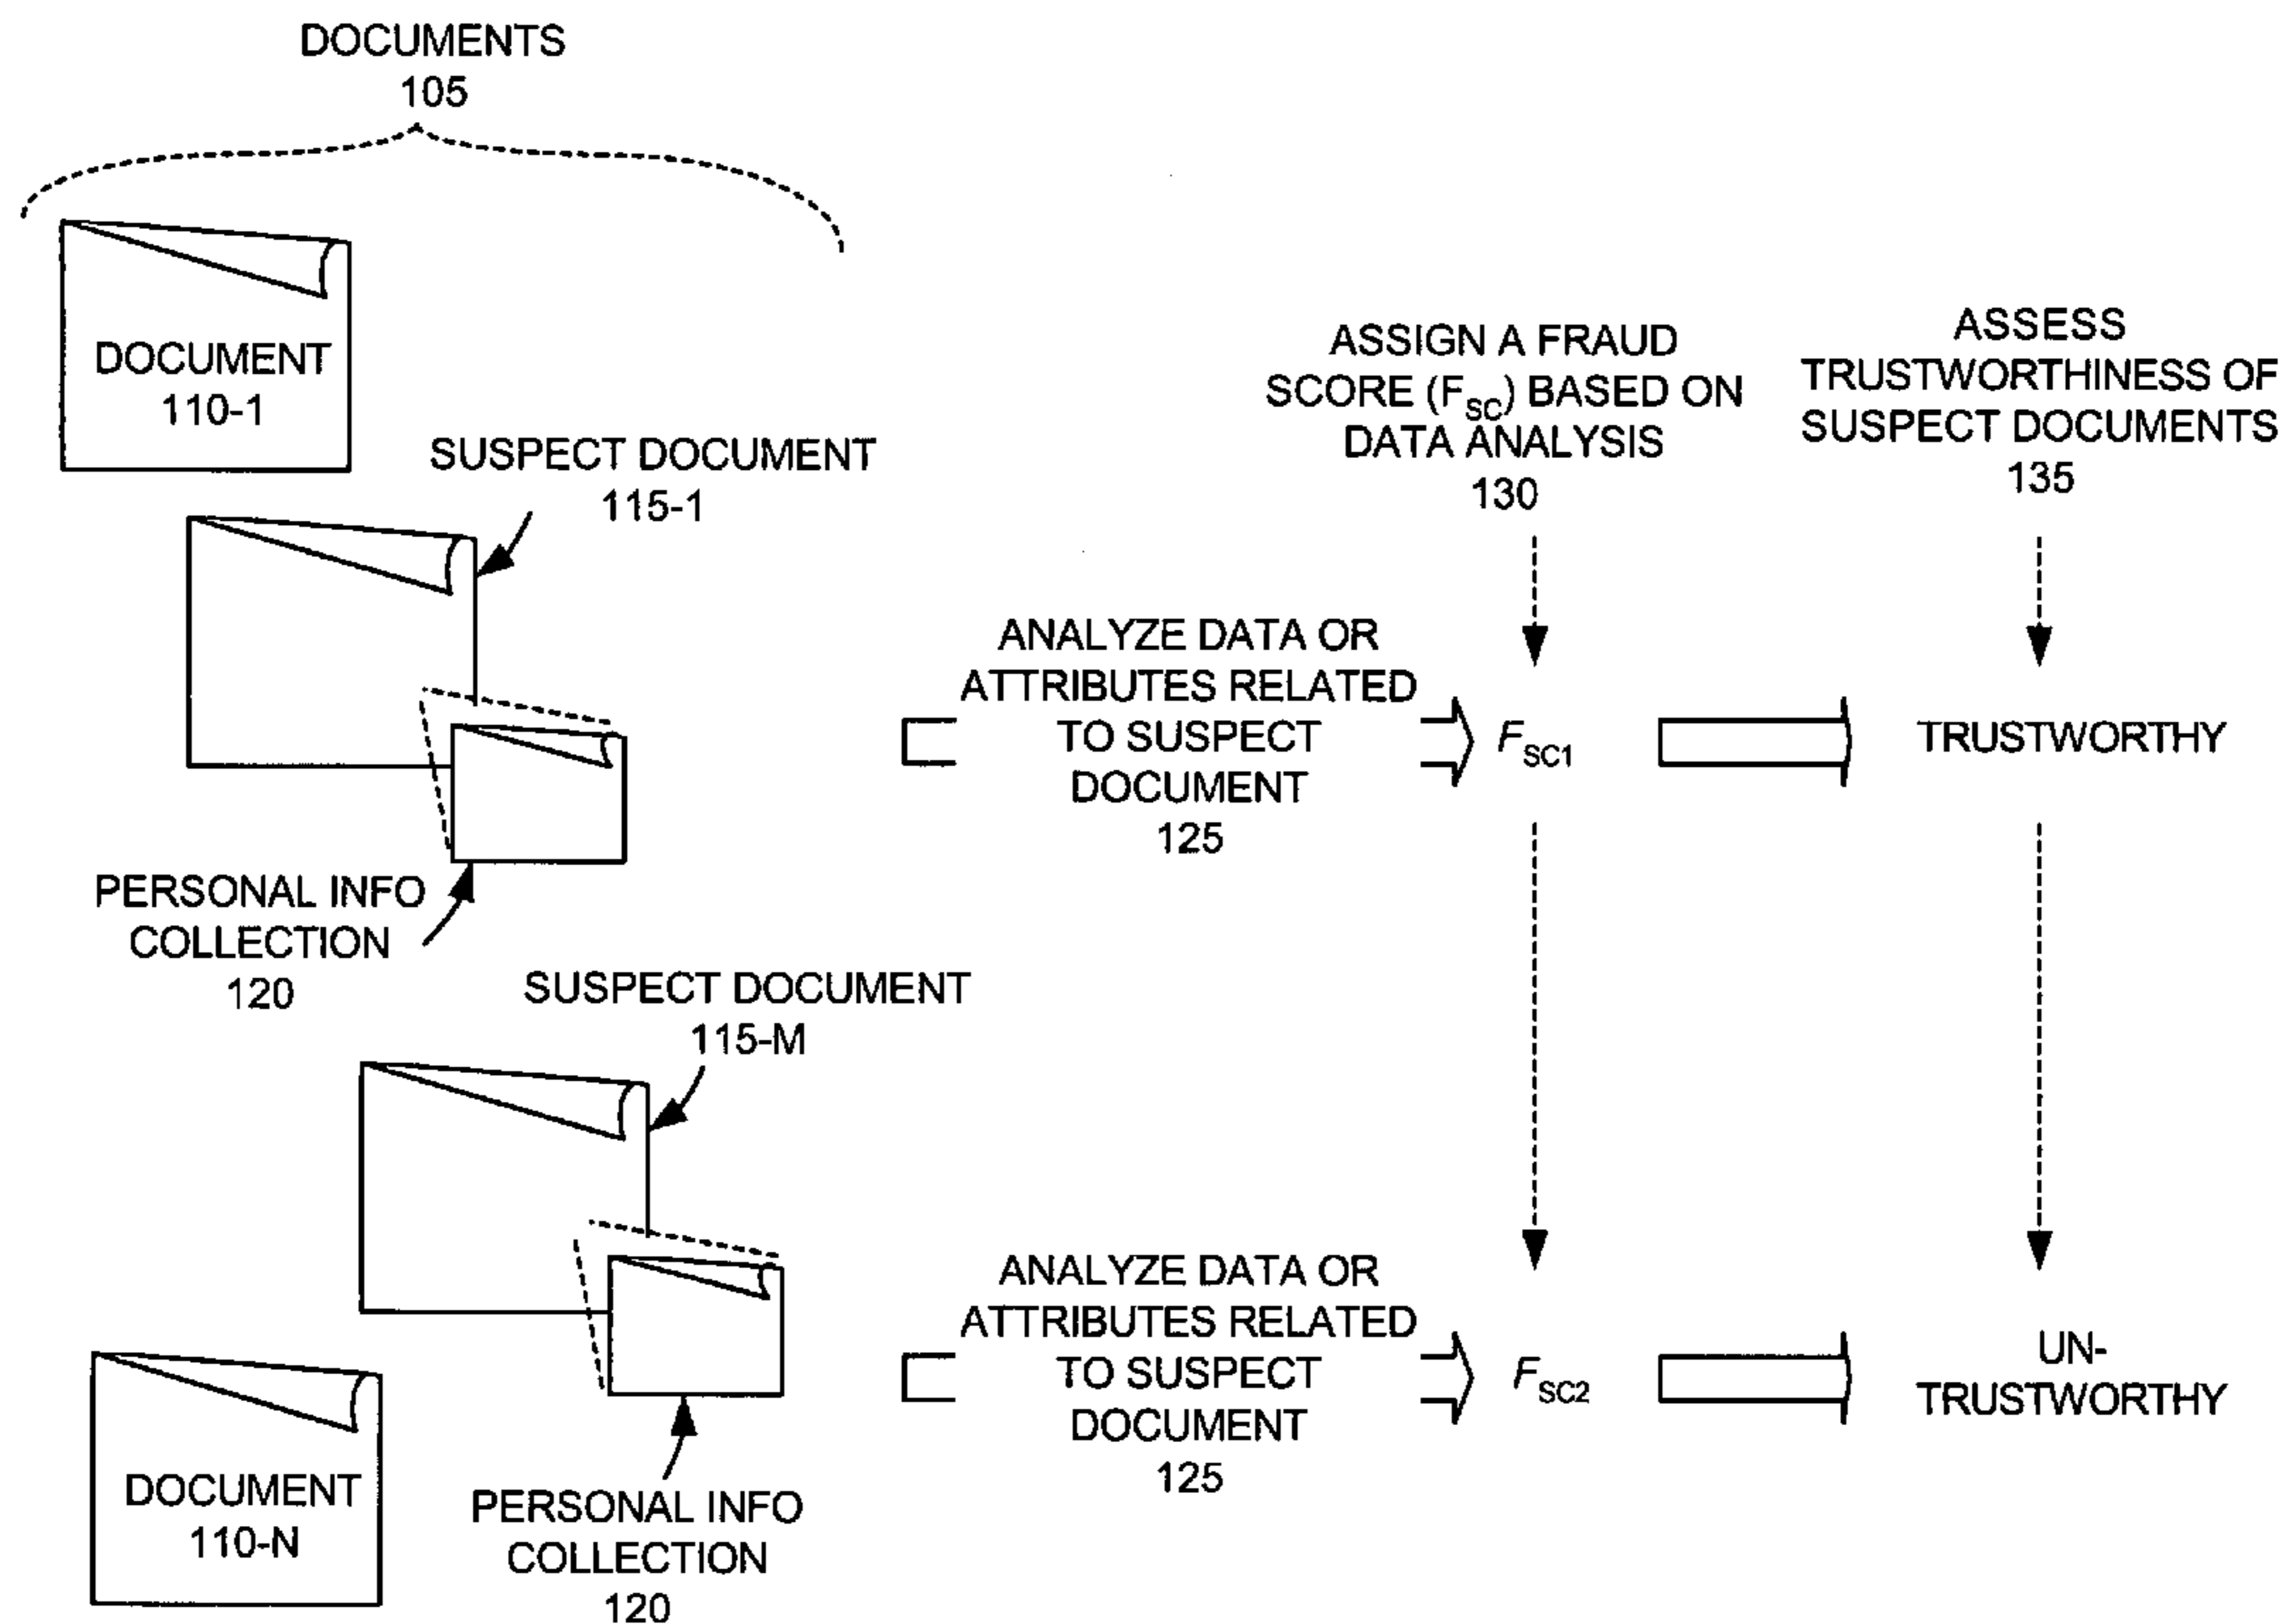 DOCUMENTS
105
DOCUMENT
110-1
SUSPECT DOCUMENT
115-1
PERSONAL INFO
COLLECTION
120
ANALYZE DATA OR
ATTRIBUTES RELATED
TO SUSPECT
DOCUMENT
125
ASSIGN A FRAUD
SCORE (FSC) BASED ON
DATA ANALYSIS
130
FSC1
ASSESS
TRUSTWORTHINESS OF
SUSPECT DOCUMENTS
135
TRUSTWORTHY
SUSPECT DOCUMENT
115-M
PERSONAL INFO
COLLECTION
120
DOCUMENT
110-N
ANALYZE DATA OR
ATTRIBUTES RELATED
TO SUSPECT
DOCUMENT
125
FSC2
UN-
TRUSTWORTHY